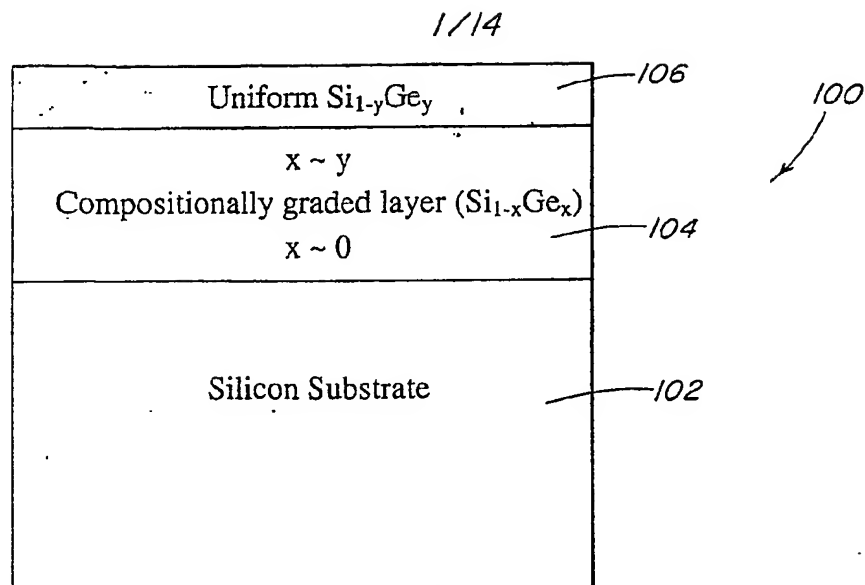 1/14
106
Uniform Si₁₋yGey
100
x ~ y
Compositionally graded layer (Si₁₋ₓGeₓ)
104
x ~ 0
Silicon Substrate
102